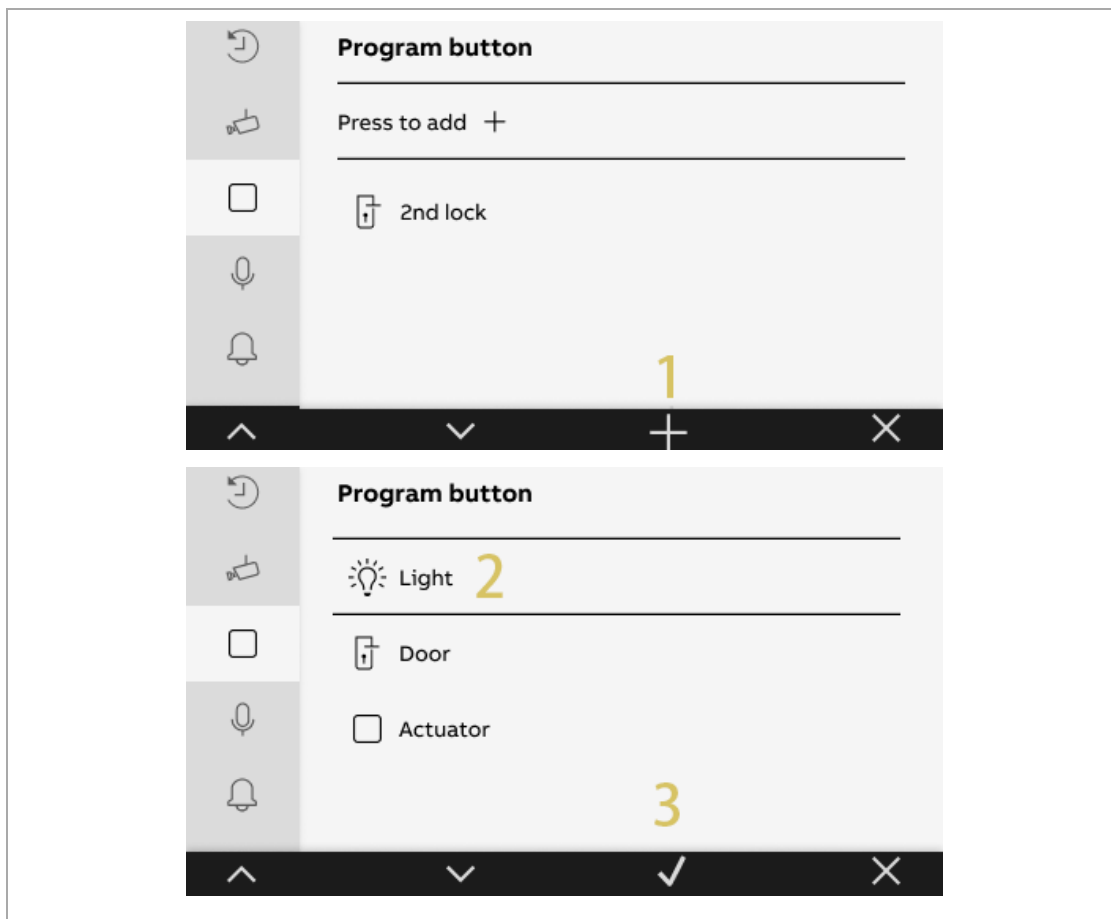 Program button
Press to add +
2nd lock
1
Program button
Light 2
Door
Actuator
3